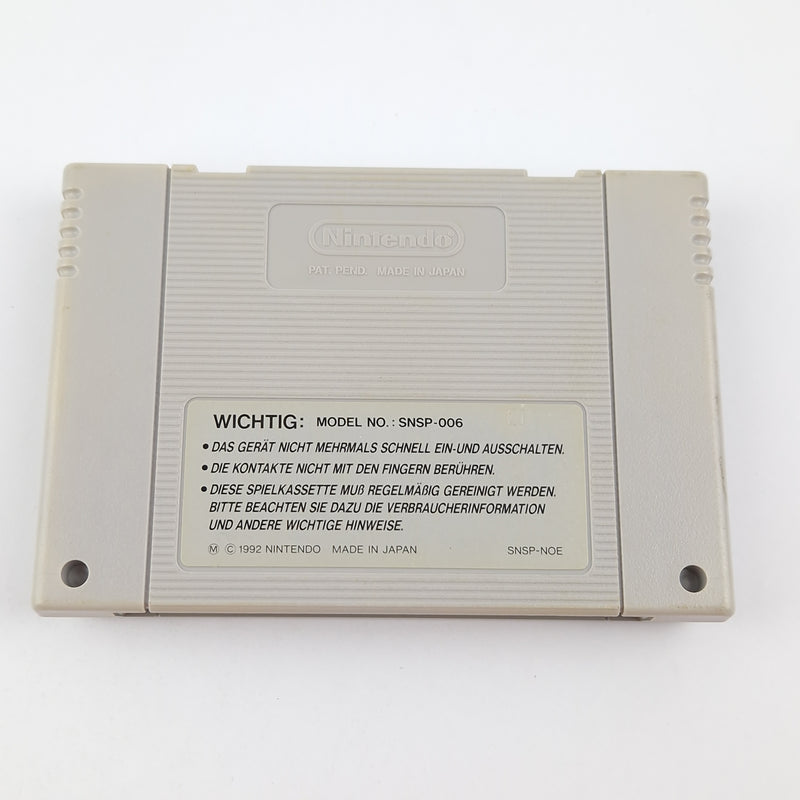 Nintendo
PAT. PEND. MADE IN JAPAN
WICHTIG: MODEL NO.: SNSP-006
• DAS GERÄT NICHT MEHRMALS SCHNELL EIN-UND AUSSCHALTEN.
• DIE KONTAKTE NICHT MIT DEN FINGERN BERÜHREN.
• DIESE SPIELKASSETTE MUß REGELMÄßIG GEREINIGT WERDEN.
BITTE BEACHTEN SIE DAZU DIE VERBRAUCHERINFORMATION
UND ANDERE WICHTIGE HINWEISE.
Ⓜ © 1992 NINTENDO MADE IN JAPAN SNSP-NOE